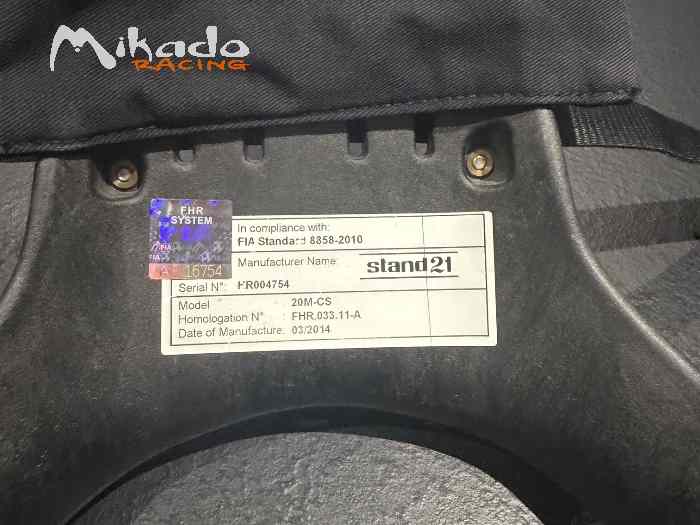 Mikado
RACING
FHR
SYSTEM
FIA
16754
In compliance with:
FIA Standard 8858-2010
Manufacturer Name:
stand21
Serial N°: HR004754
Model : 20M-CS
Homologation N° : FHR.033.11-A
Date of Manufacture: 03/2014